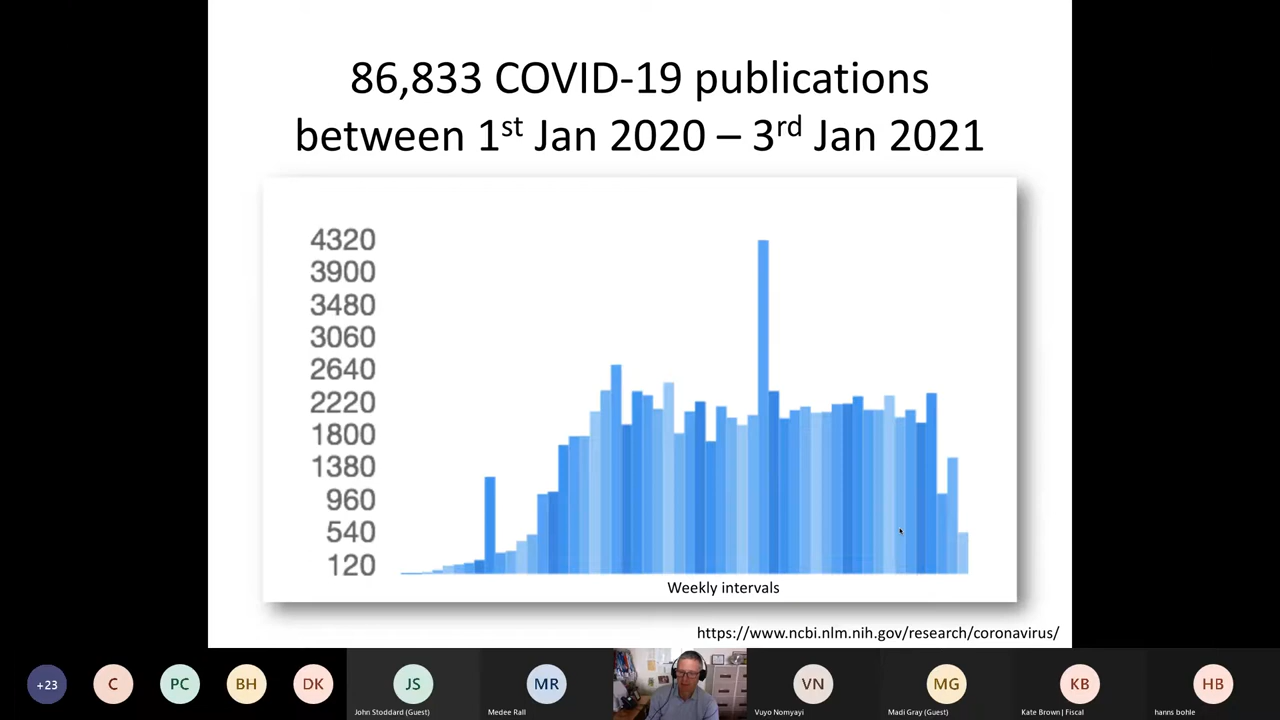 86,833 COVID-19 publications
between 1st Jan 2020 – 3rd Jan 2021
4320
3900
3480
3060
2640
2220
1800
1380
960
540
120
Weekly intervals
https://www.ncbi.nlm.nih.gov/research/coronavirus/
+23
C
PC
BH
DK
JS
John Stoddard (Guest)
MR
Medee Rall
VN
Vuyo Nomyayi
MG
Madi Gray (Guest)
KB
Kate Brown | Fiscal
HB
hanns bohle